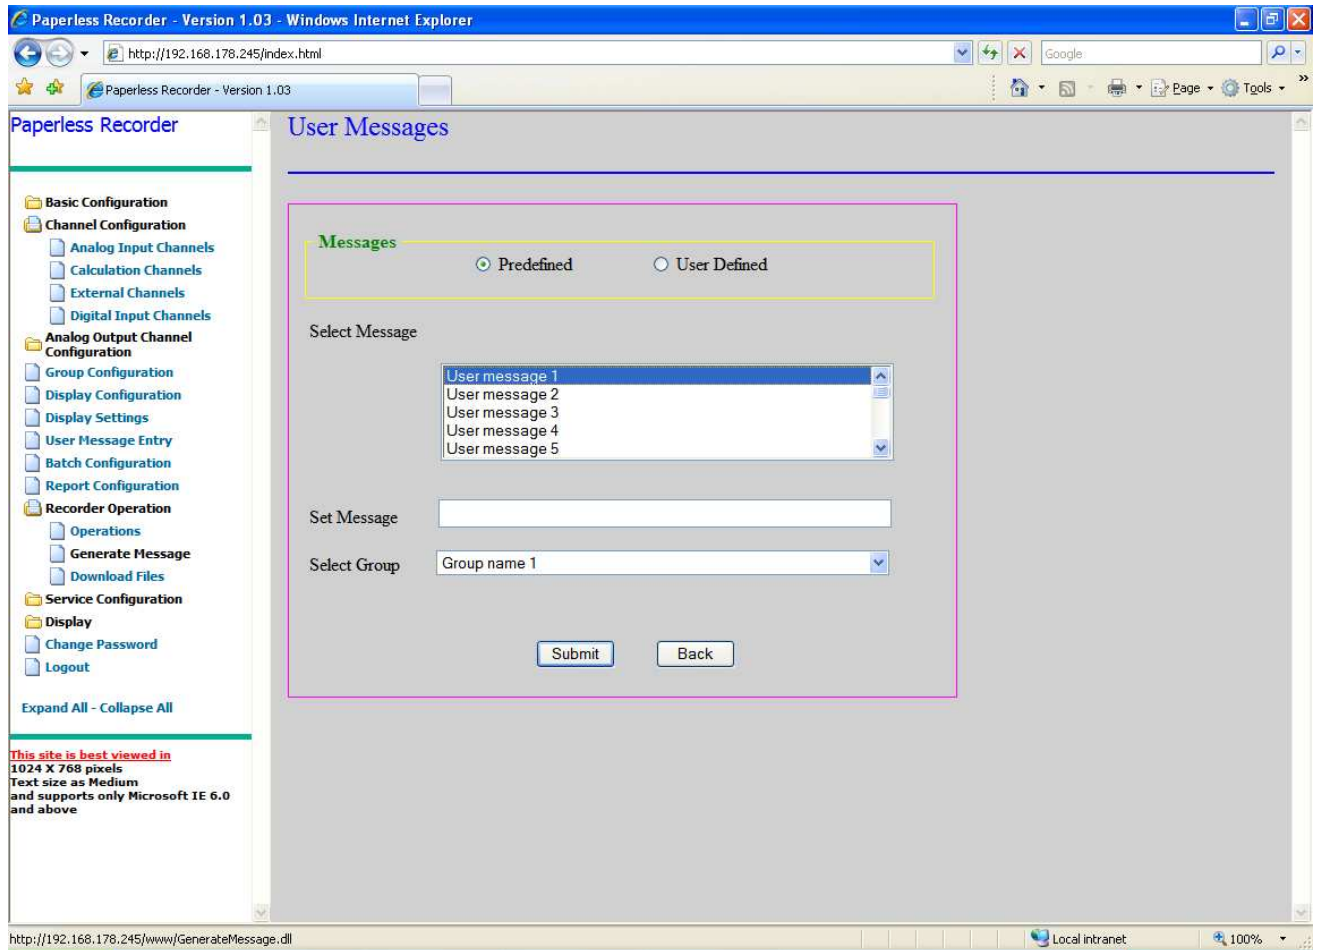 Paperless Recorder - Version 1.03 - Windows Internet Explorer
http://192.168.178.245/index.html
Google
Paperless Recorder - Version 1.03
Page
Tools
»
Paperless Recorder
Basic Configuration
Channel Configuration
Analog Input Channels
Calculation Channels
External Channels
Digital Input Channels
Analog Output Channel
Configuration
Group Configuration
Display Configuration
Display Settings
User Message Entry
Batch Configuration
Report Configuration
Recorder Operation
Operations
Generate Message
Download Files
Service Configuration
Display
Change Password
Logout
Expand All - Collapse All
This site is best viewed in
1024 X 768 pixels
Text size as Medium
and supports only Microsoft IE 6.0
and above
User Messages
Messages
Predefined
User Defined
Select Message
User message 1
User message 2
User message 3
User message 4
User message 5
Set Message
Select Group
Group name 1
Submit
Back
http://192.168.178.245/www/GenerateMessage.dll
Local intranet
100%